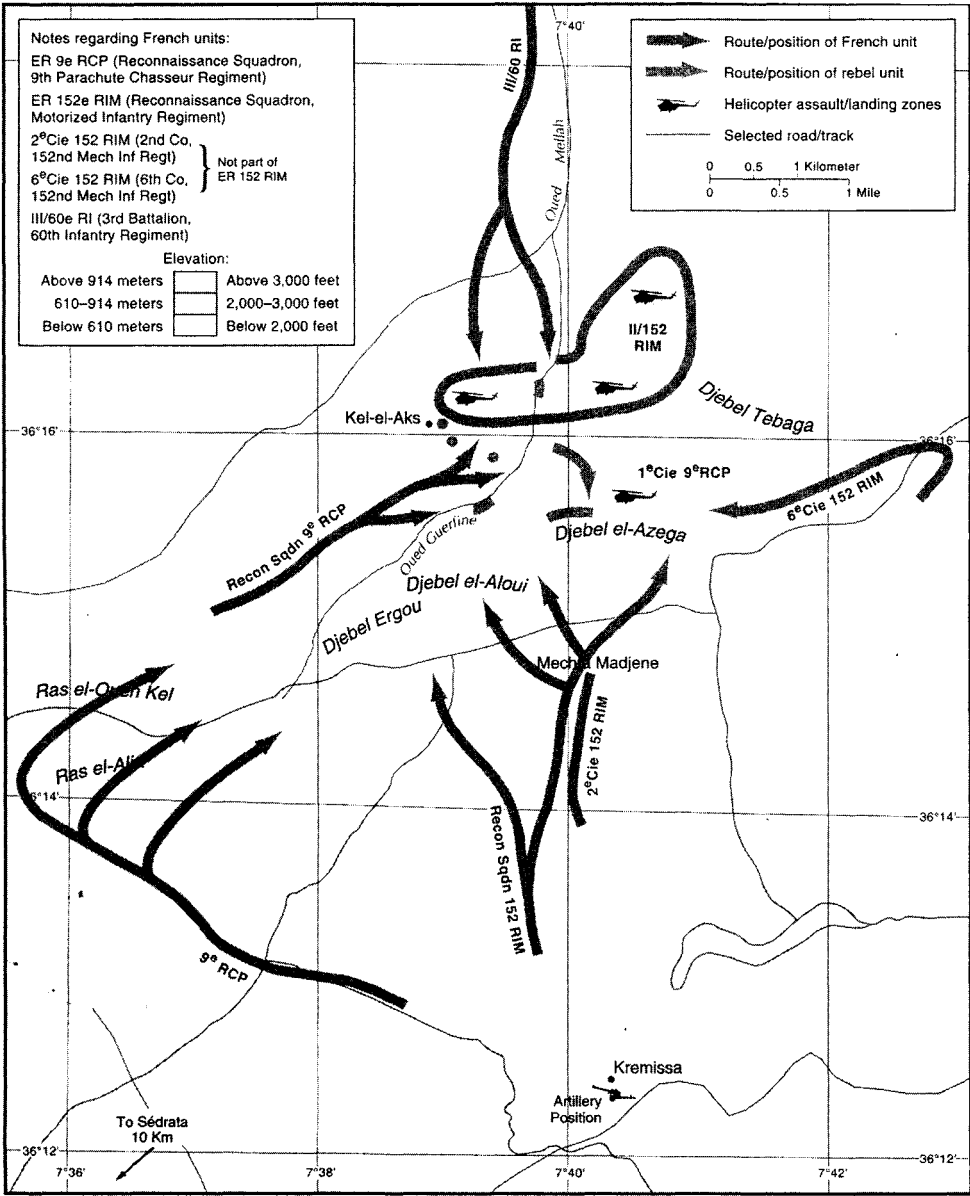 Notes regarding French units:
ER 9e RCP (Reconnaissance Squadron,
9th Parachute Chasseur Regiment)
ER 152e RIM (Reconnaissance Squadron,
Motorized Infantry Regiment)
2eCie 152 RIM (2nd Co,
152nd Mech Inf Regt)
6eCie 152 RIM (6th Co,
152nd Mech Inf Regt)
Not part of
ER 152 RIM
III/60e RI (3rd Battalion,
60th Infantry Regiment)
Elevation:
Above 914 meters Above 3,000 feet
610–914 meters 2,000–3,000 feet
Below 610 meters Below 2,000 feet
7°40'
Route/position of French unit
Route/position of rebel unit
Helicopter assault/landing zones
Selected road/track
0 0.5 1 Kilometer
0 0.5 1 Mile
III/60 RI
Oued Mellah
II/152
RIM
Djebel Tebaga
Kel-el-Aks
36°16'
36°16'
1eCie 9eRCP
6eCie 152 RIM
Recon Sqdn 9e RCP
Oued Guerfine
Djebel el-Azega
Djebel el-Aloui
Djebel Ergou
Mechta Madjene
Ras el-Oueh Kel
Ras el-Alia
2eCie 152 RIM
36°14'
36°14'
Recon Sqdn 152 RIM
9e RCP
Kremissa
Artillery
Position
To Sédrata
10 Km
36°12'
36°12'
7°36'
7°38'
7°40'
7°42'